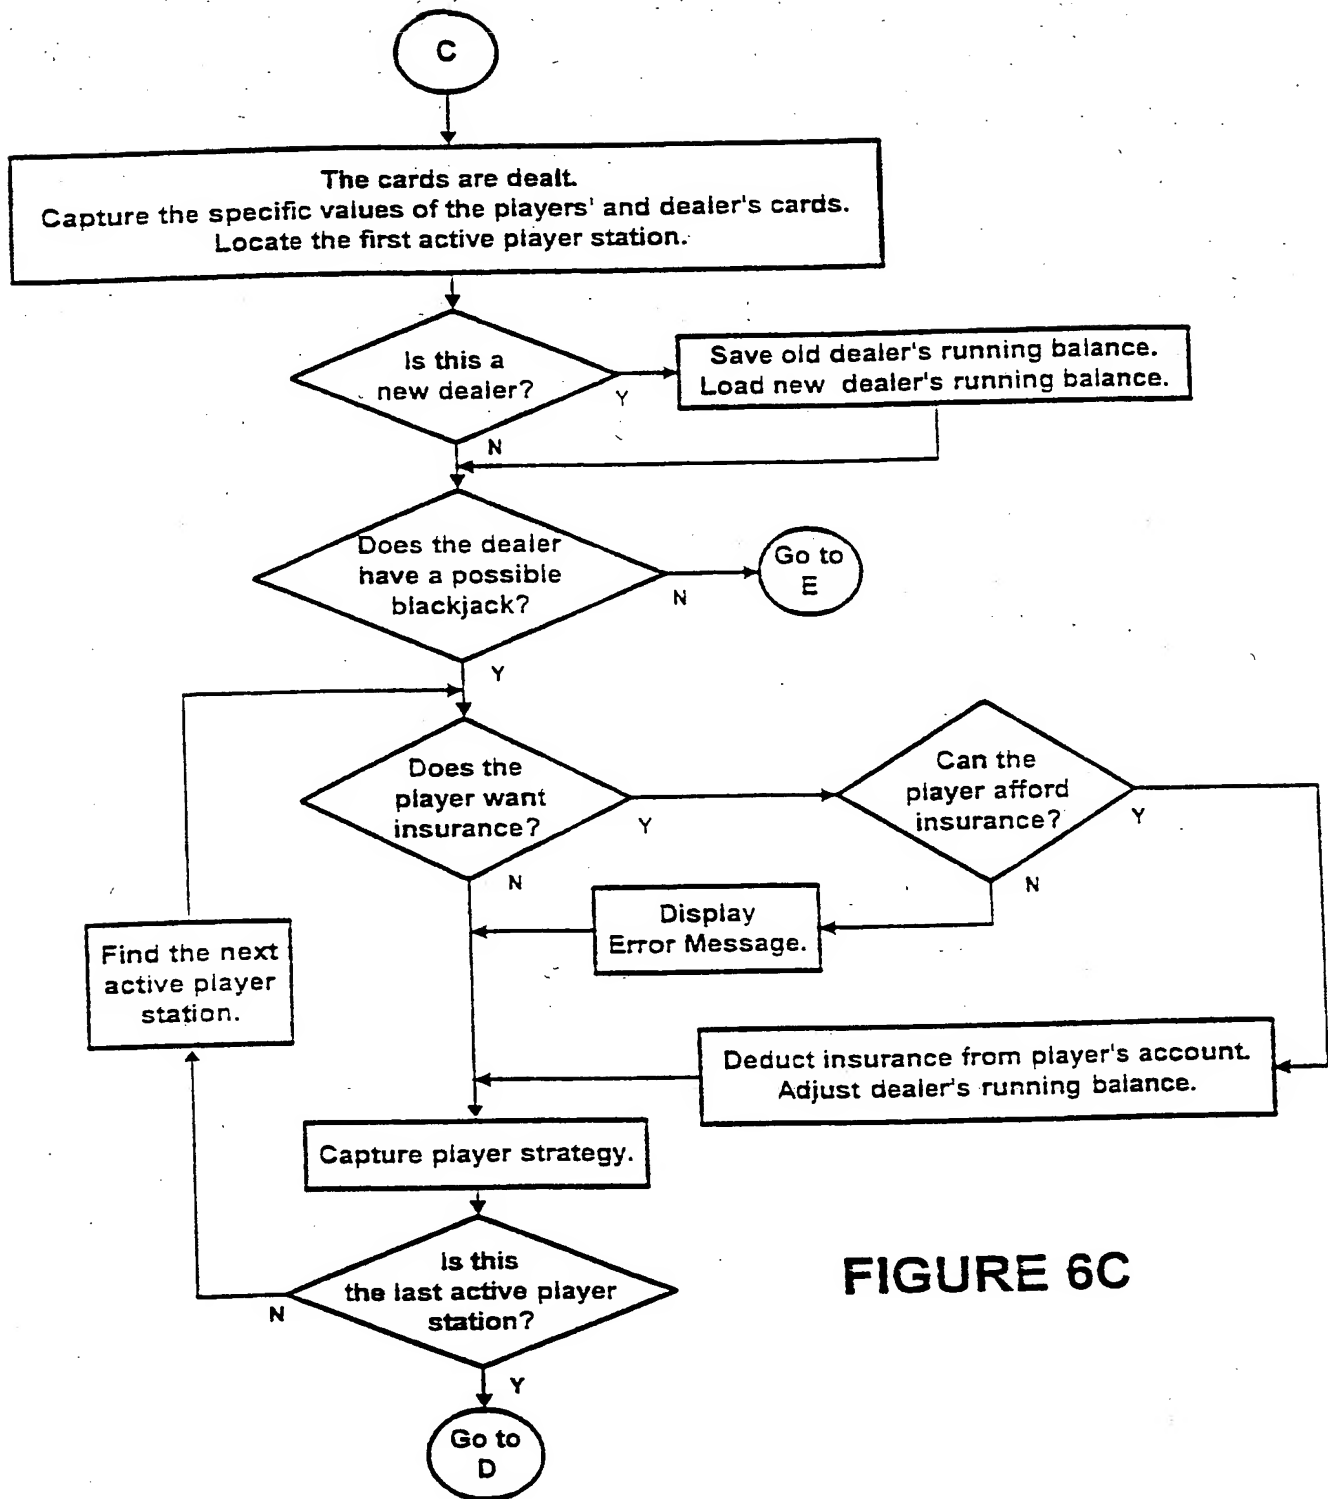 C
The cards are dealt.
Capture the specific values of the players' and dealer's cards.
Locate the first active player station.
Is this a
new dealer?
Y
Save old dealer's running balance.
Load new dealer's running balance.
N
Does the dealer
have a possible
blackjack?
N
Go to
E
Y
Does the
player want
insurance?
Y
Can the
player afford
insurance?
Y
N
N
Display
Error Message.
Find the next
active player
station.
Deduct insurance from player's account.
Adjust dealer's running balance.
Capture player strategy.
Is this
the last active player
station?
N
FIGURE 6C
Y
Go to
D